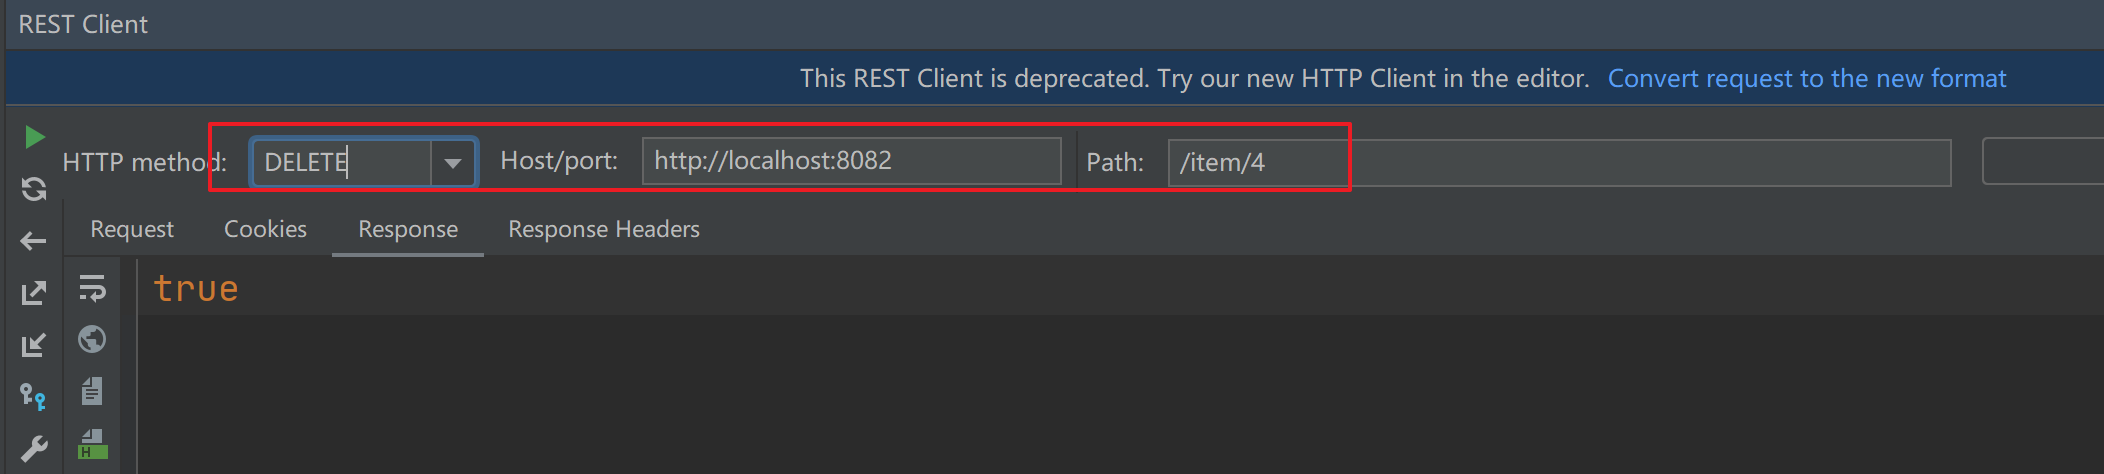 REST Client
This REST Client is deprecated. Try our new HTTP Client in the editor. Convert request to the new format
HTTP method: DELETE Host/port: http://localhost:8082 Path: /item/4
Request Cookies Response Response Headers
true
H